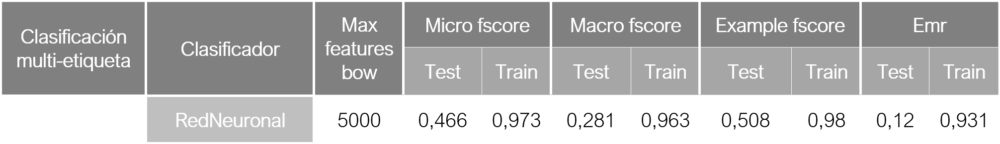 Clasificación
multi-etiqueta
Clasificador
Max
features
bow
Micro fscore
Macro fscore
Example fscore
Emr
Test
Train
Test
Train
Test
Train
Test
Train
RedNeuronal
5000
0,466
0,973
0,281
0,963
0,508
0,98
0,12
0,931